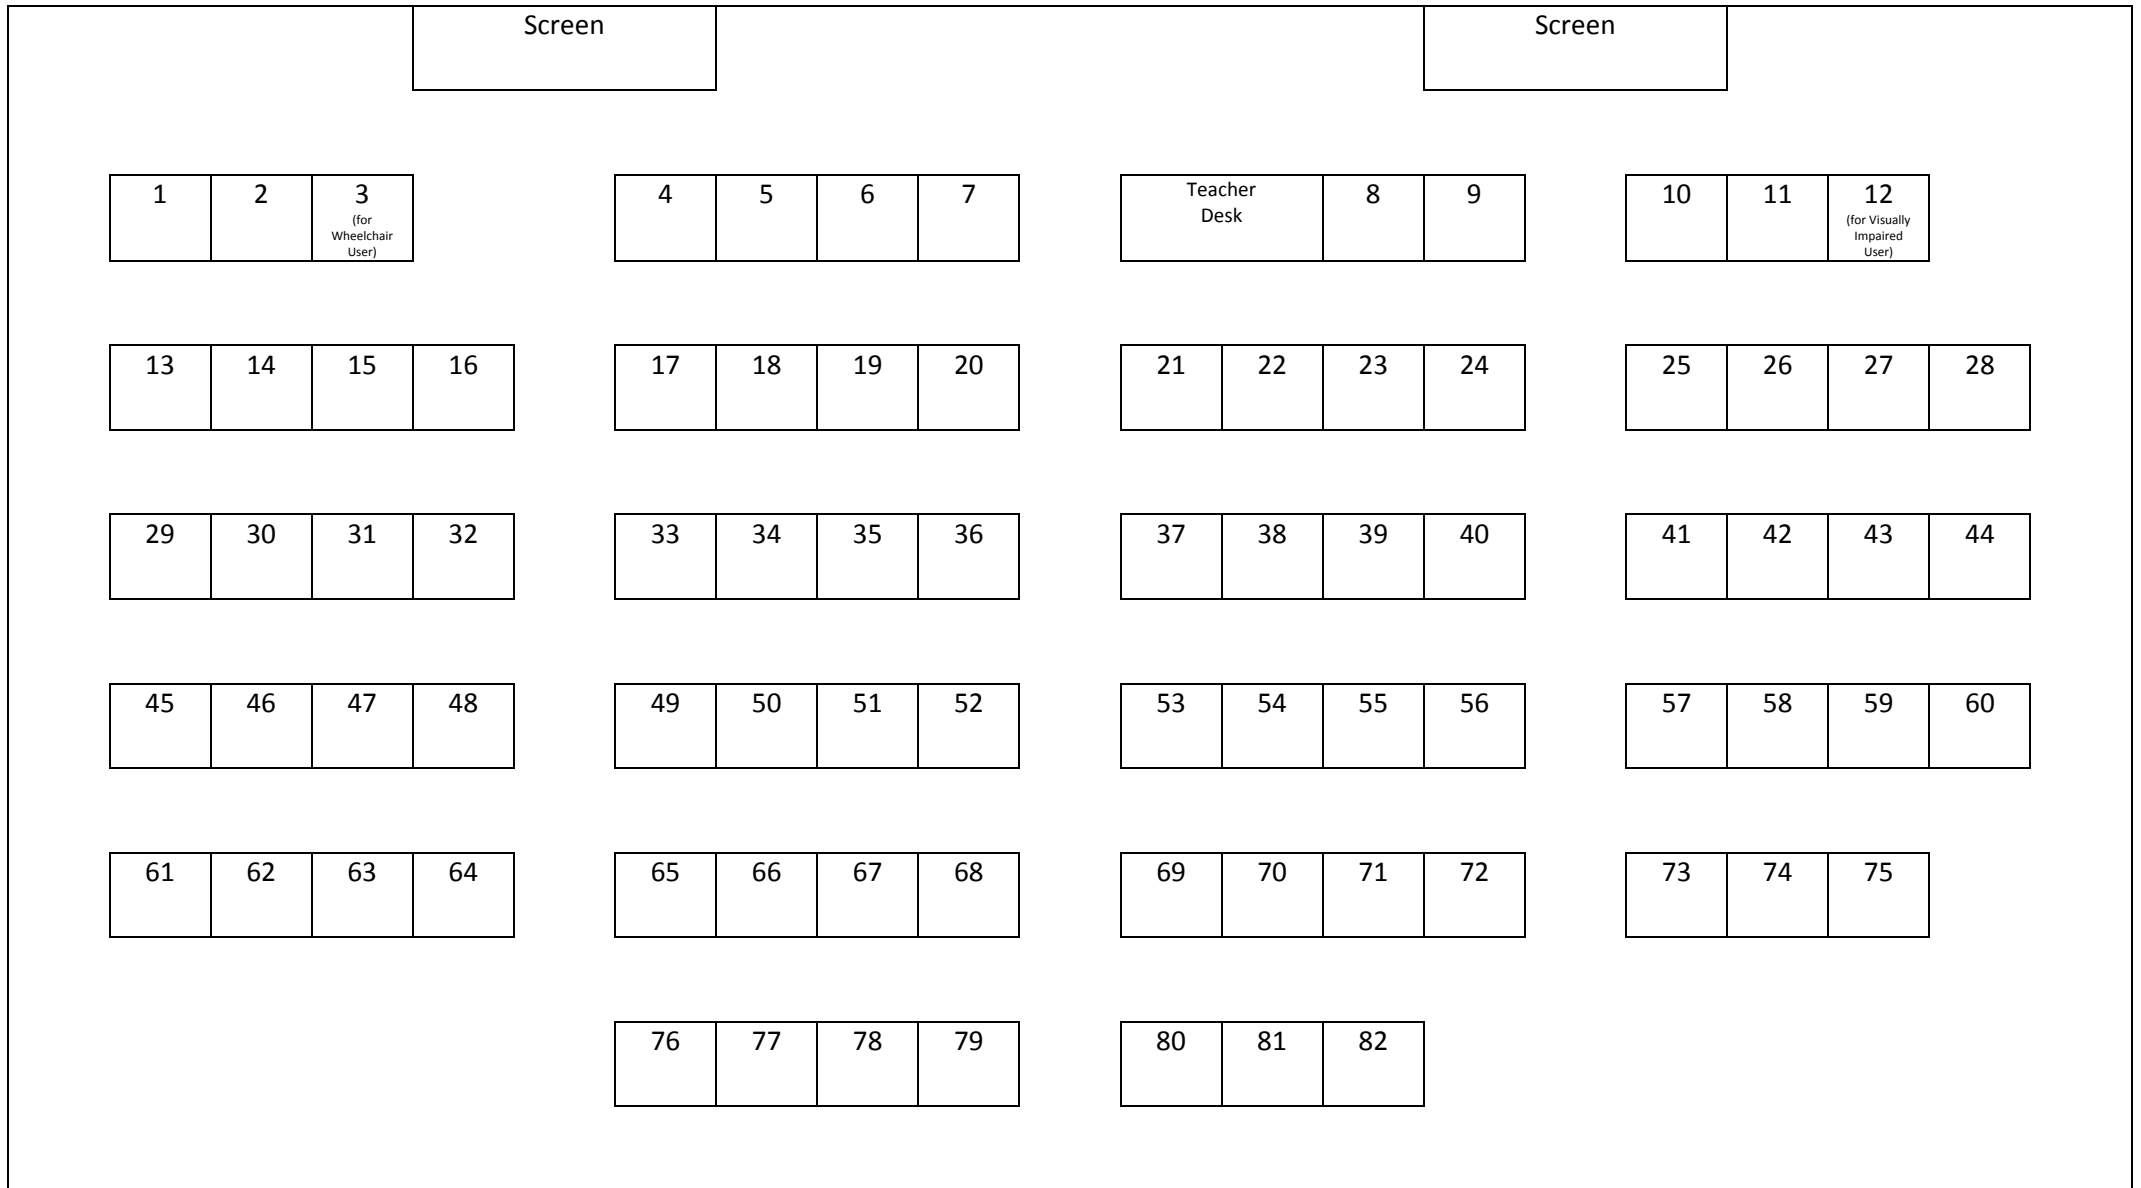 Screen Screen
1 2 3 4 5 6 7 Teacher 8 9 10 11 12
(for Desk (for Visually
Wheelchair Impaired
User) User)
13 14 15 16 17 18 19 20 21 22 23 24 25 26 27 28
29 30 31 32 33 34 35 36 37 38 39 40 41 42 43 44
45 46 47 48 49 50 51 52 53 54 55 56 57 58 59 60
61 62 63 64 65 66 67 68 69 70 71 72 73 74 75
76 77 78 79 80 81 82